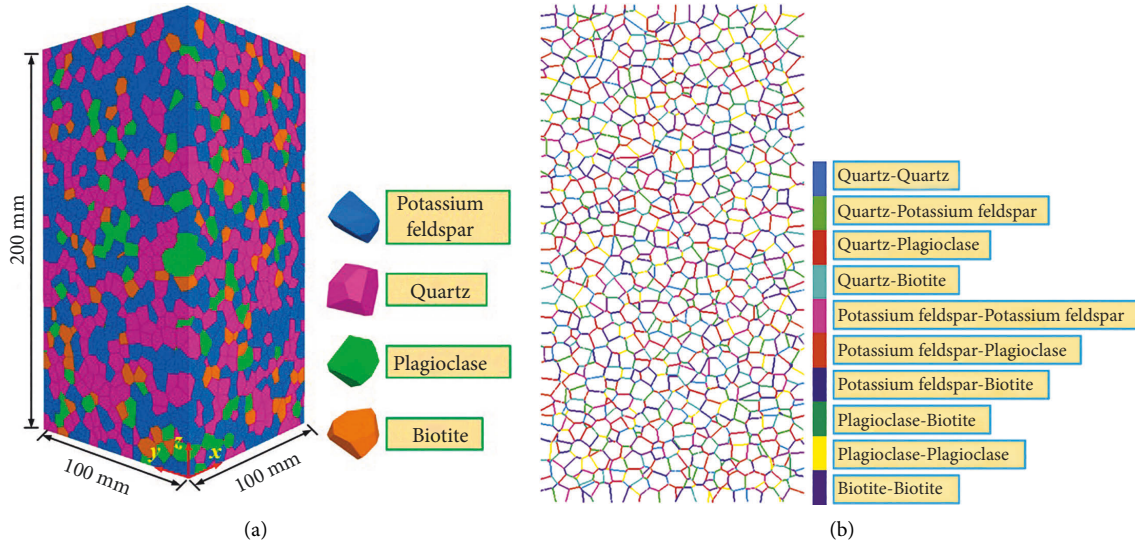 200 mm
100 mm
100 mm
y
z
x
Potassium
feldspar
Quartz
Plagioclase
Biotite
(a)
Quartz-Quartz
Quartz-Potassium feldspar
Quartz-Plagioclase
Quartz-Biotite
Potassium feldspar-Potassium feldspar
Potassium feldspar-Plagioclase
Potassium feldspar-Biotite
Plagioclase-Biotite
Plagioclase-Plagioclase
Biotite-Biotite
(b)